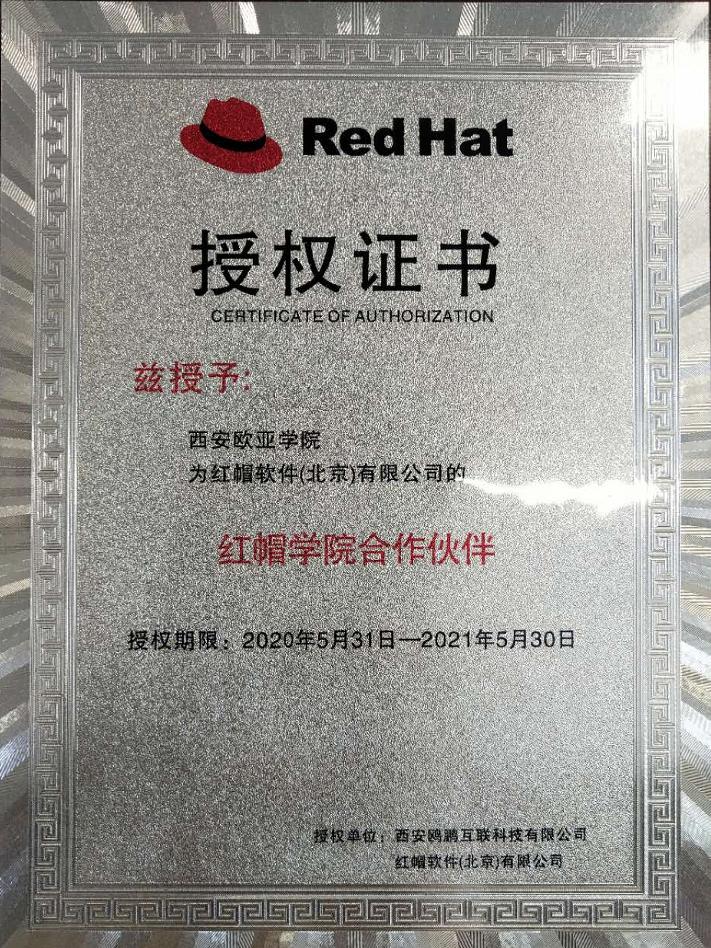 Red Hat
授权证书
CERTIFICATE OF AUTHORIZATION
兹授予:
西安欧亚学院
为红帽软件(北京)有限公司的
红帽学院合作伙伴
授权期限：2020年5月31日—2021年5月30日
授权单位：西安鸥鹏互联科技有限公司
红帽软件(北京)有限公司